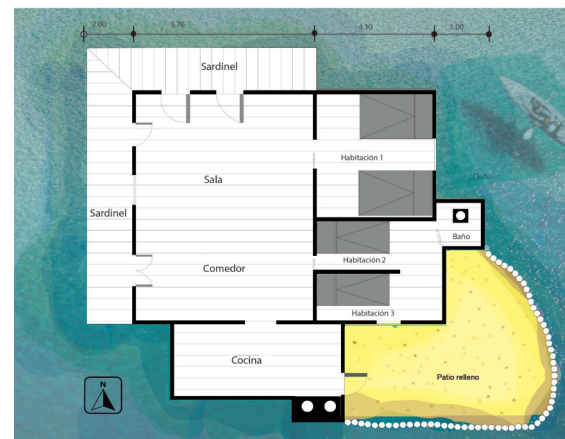 2.00 5.70 4.30 1.00
Sardinel
Habitación 1
Sala
Baño
Sardinel
Baño
Habitación 2
Comedor
Habitación 3
Cocina
Patio relleno
N